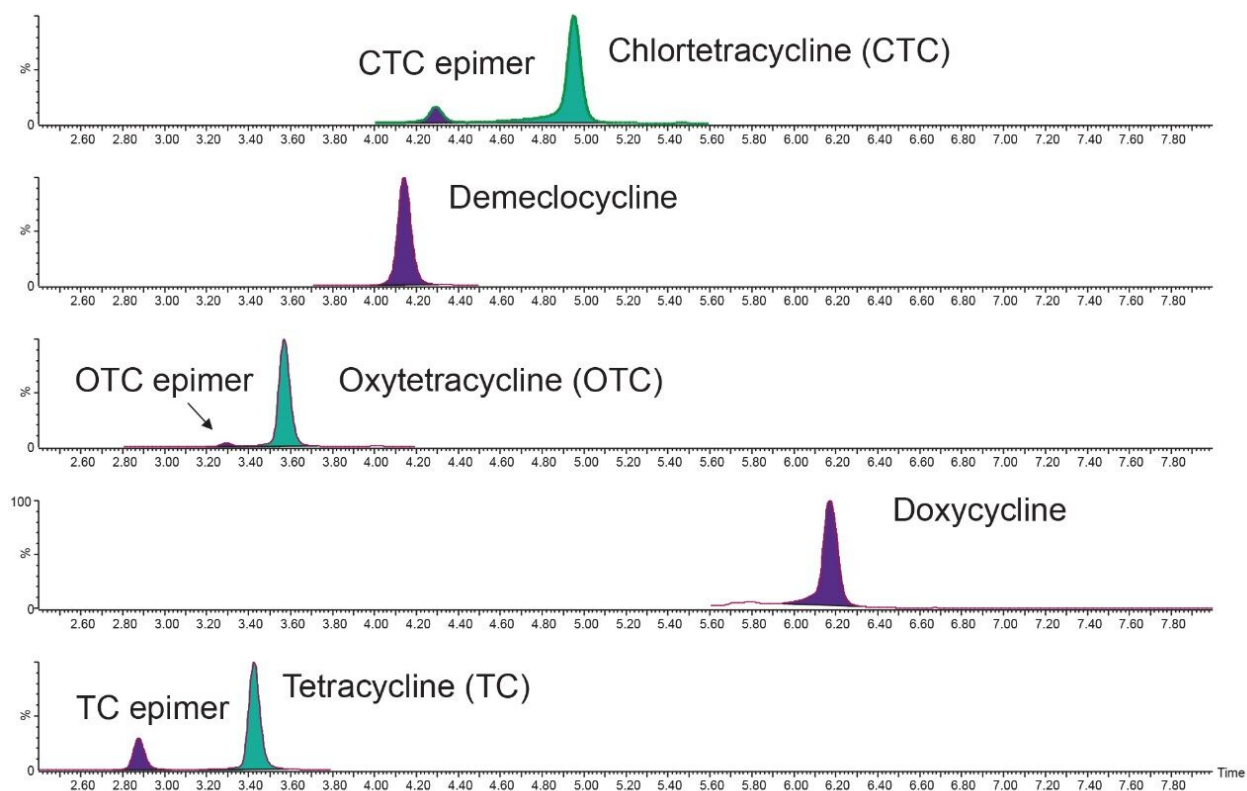 CTC epimer
Chlortetracycline (CTC)
%
0
2.60 2.80 3.00 3.20 3.40 3.60 3.80 4.00 4.20 4.40 4.60 4.80 5.00 5.20 5.40 5.60 5.80 6.00 6.20 6.40 6.60 6.80 7.00 7.20 7.40 7.60 7.80
Demeclocycline
%
0
2.60 2.80 3.00 3.20 3.40 3.60 3.80 4.00 4.20 4.40 4.60 4.80 5.00 5.20 5.40 5.60 5.80 6.00 6.20 6.40 6.60 6.80 7.00 7.20 7.40 7.60 7.80
OTC epimer
Oxytetracycline (OTC)
%
0
2.60 2.80 3.00 3.20 3.40 3.60 3.80 4.00 4.20 4.40 4.60 4.80 5.00 5.20 5.40 5.60 5.80 6.00 6.20 6.40 6.60 6.80 7.00 7.20 7.40 7.60 7.80
100
Doxycycline
%
0
2.60 2.80 3.00 3.20 3.40 3.60 3.80 4.00 4.20 4.40 4.60 4.80 5.00 5.20 5.40 5.60 5.80 6.00 6.20 6.40 6.60 6.80 7.00 7.20 7.40 7.60 7.80
TC epimer
Tetracycline (TC)
%
0
2.60 2.80 3.00 3.20 3.40 3.60 3.80 4.00 4.20 4.40 4.60 4.80 5.00 5.20 5.40 5.60 5.80 6.00 6.20 6.40 6.60 6.80 7.00 7.20 7.40 7.60 7.80 Time